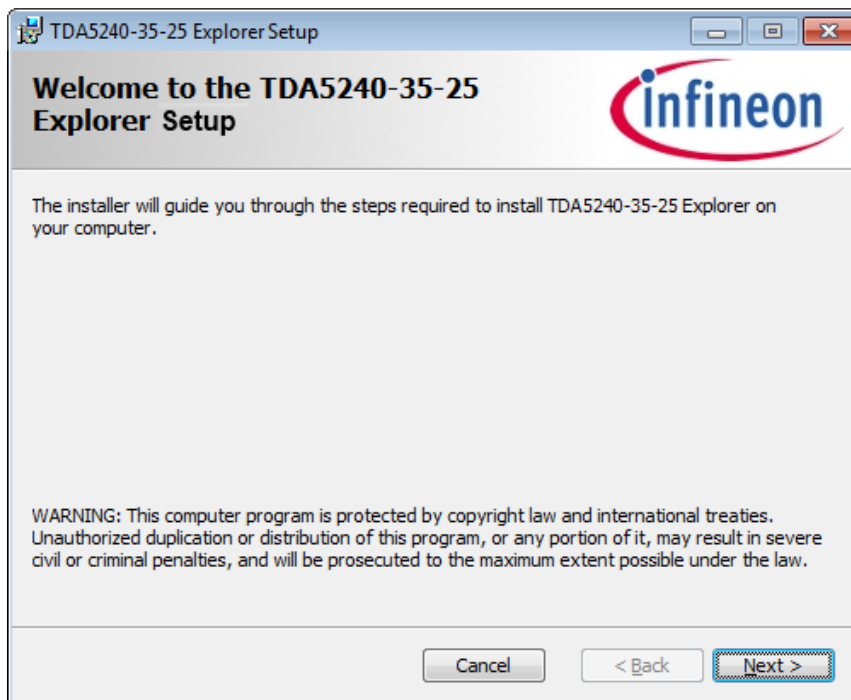 TDA5240-35-25 Explorer Setup
Welcome to the TDA5240-35-25
Explorer Setup
infineon
The installer will guide you through the steps required to install TDA5240-35-25 Explorer on
your computer.
WARNING: This computer program is protected by copyright law and international treaties.
Unauthorized duplication or distribution of this program, or any portion of it, may result in severe
civil or criminal penalties, and will be prosecuted to the maximum extent possible under the law.
Cancel
< Back
Next >